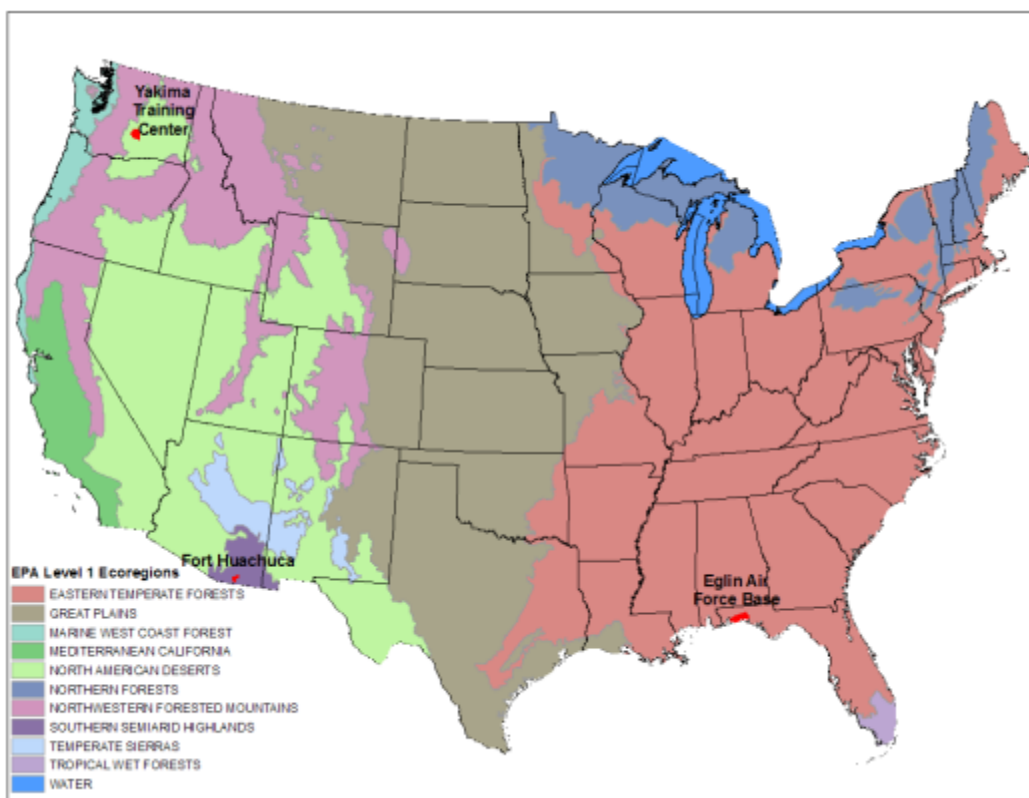 Yakima
Training
Center
Fort Huachuca
Eglin Air
Force Base
EPA Level 1 Ecoregions
EASTERN TEMPERATE FORESTS
GREAT PLAINS
MARINE WEST COAST FOREST
MEDITERRANEAN CALIFORNIA
NORTH AMERICAN DESERTS
NORTHERN FORESTS
NORTHWESTERN FORESTED MOUNTAINS
SOUTHERN SEMIARID HIGHLANDS
TEMPERATE SIERRAS
TROPICAL WET FORESTS
WATER